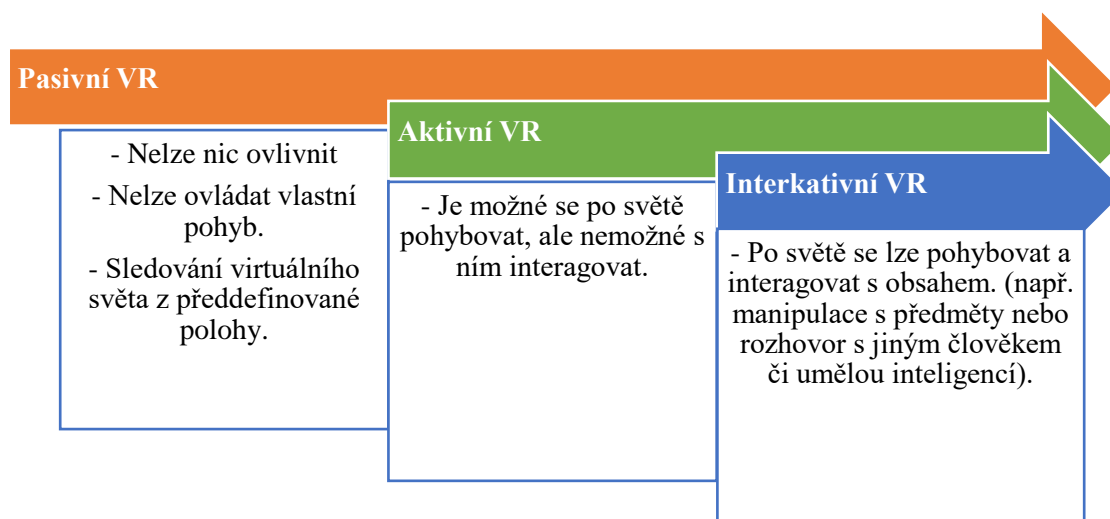 Pasivní VR
- Nelze nic ovlivnit
- Nelze ovládat vlastní
pohyb.
- Sledování virtuálního
světa z předdefinované
polohy.
Aktivní VR
- Je možné se po světě
pohybovat, ale nemožné s
ním interagovat.
Interkativní VR
- Po světě se lze pohybovat a
interagovat s obsahem. (např.
manipulace s předměty nebo
rozhovor s jiným člověkem
či umělou inteligencí).